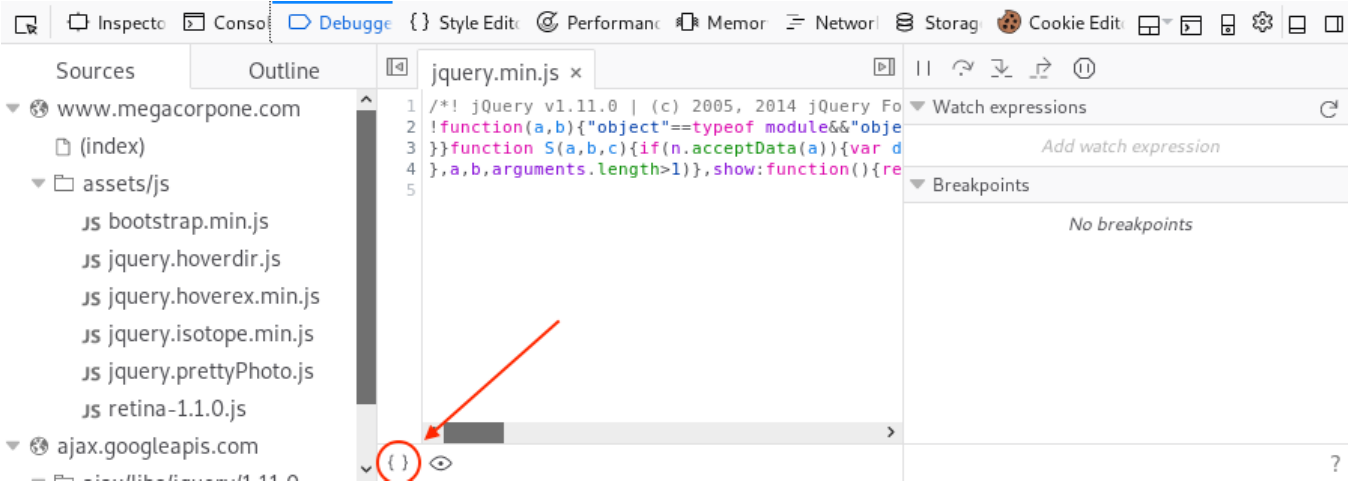 Inspecto Conso Debugge { } Style Edit Performanc Memor Networ Storag Cookie Edit
Sources Outline
www.megacorpone.com
(index)
assets/js
JS bootstrap.min.js
JS jquery.hoverdir.js
JS jquery.hoverex.min.js
JS jquery.isotope.min.js
JS jquery.prettyPhoto.js
JS retina-1.1.0.js
ajax.googleapis.com
jquery.min.js ×
1 /*! jQuery v1.11.0 | (c) 2005, 2014 jQuery Fo
2 !function(a,b){"object"==typeof module&&"obje
3 }}function S(a,b,c){if(n.acceptData(a)){var d
4 },a,b,arguments.length>1)},show:function(){re
5
{ }
Watch expressions
Add watch expression
Breakpoints
No breakpoints
?